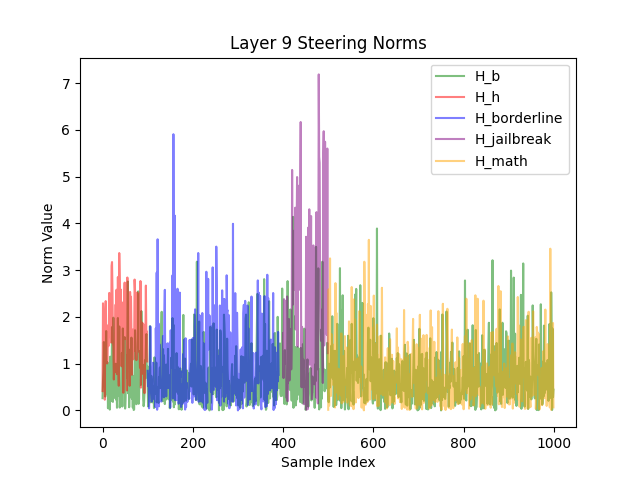 Layer 9 Steering Norms
H_b
H_h
H_borderline
H_jailbreak
H_math
Norm Value
7
6
5
4
3
2
1
0
0 200 400 600 800 1000
Sample Index